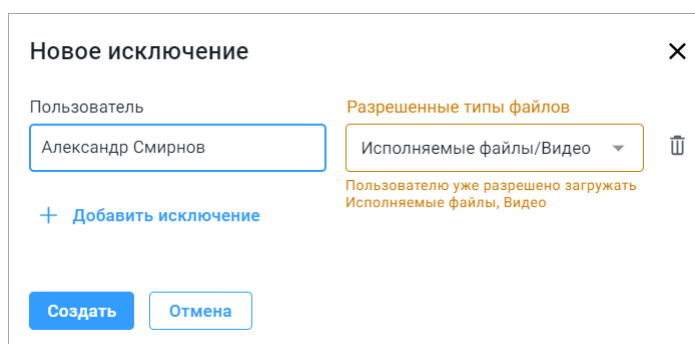 Новое исключение
Пользователь
Разрешенные типы файлов
Александр Смирнов
Исполняемые файлы/Видео
Пользователю уже разрешено загружать
Исполняемые файлы, Видео
Добавить исключение
Создать
Отмена